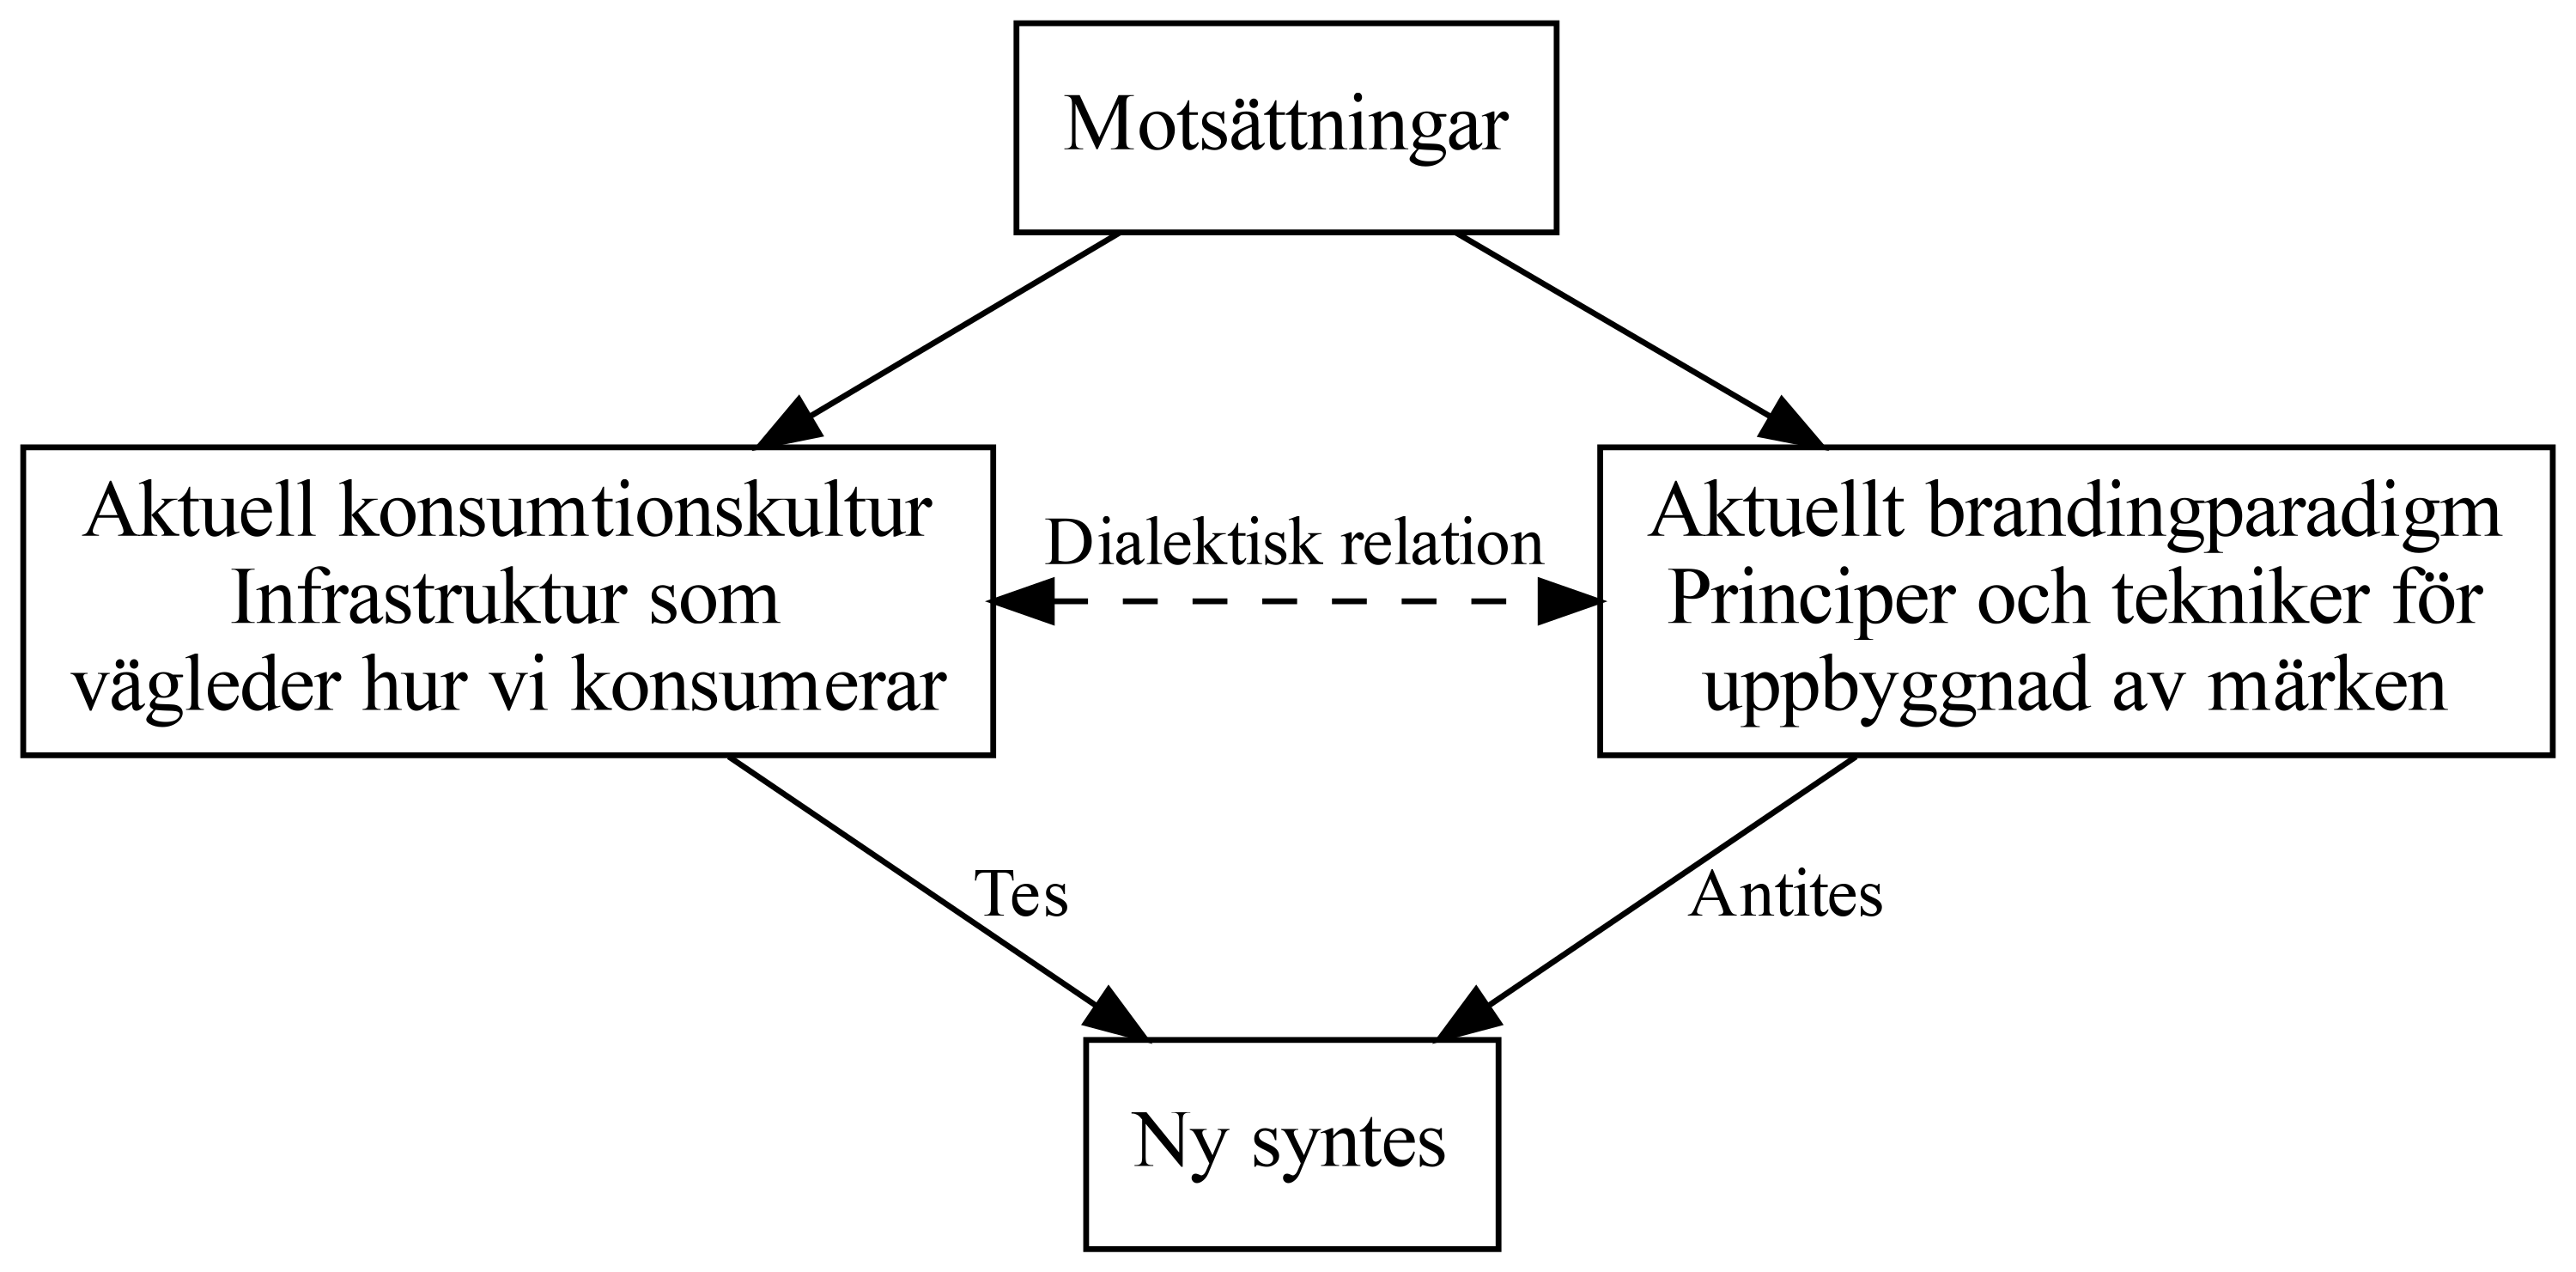 Motsättningar
Aktuell konsumtionskultur
Infrastruktur som
vägleder hur vi konsumerar
Dialektisk relation
Aktuellt brandingparadigm
Principer och tekniker för
uppbyggnad av märken
Tes
Antites
Ny syntes